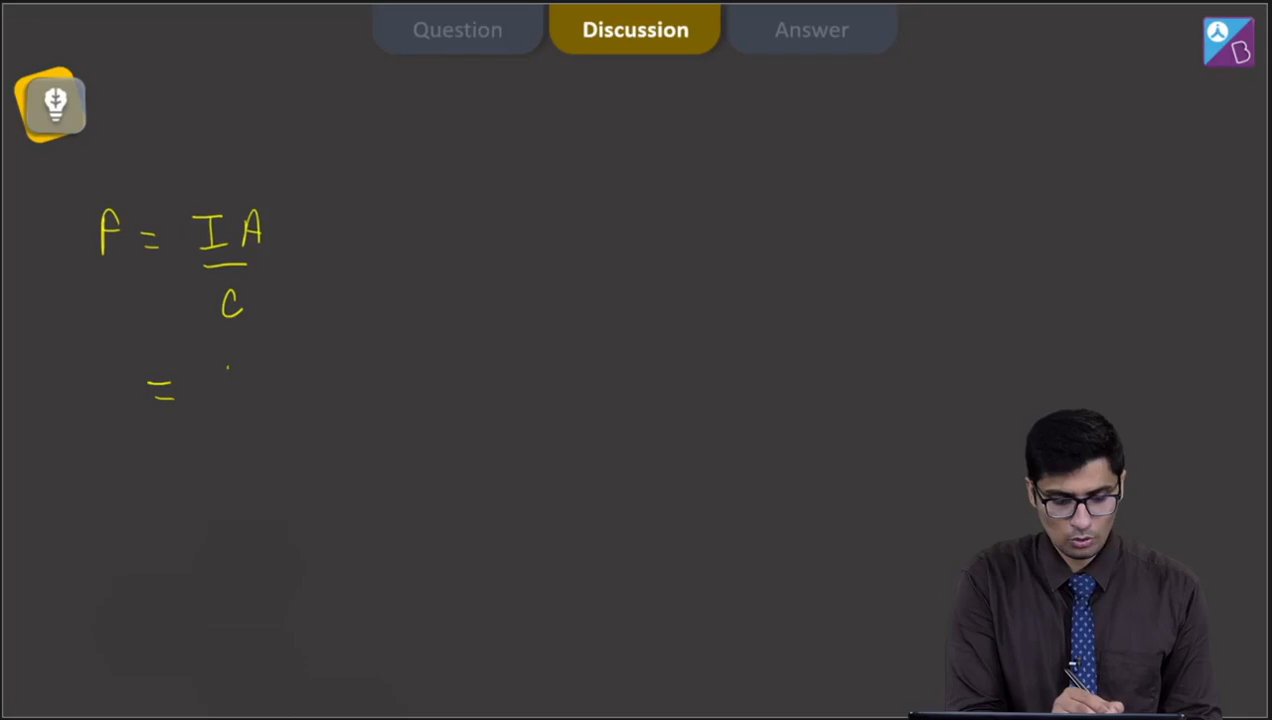 Question Discussion Answer
F = IA
C
=